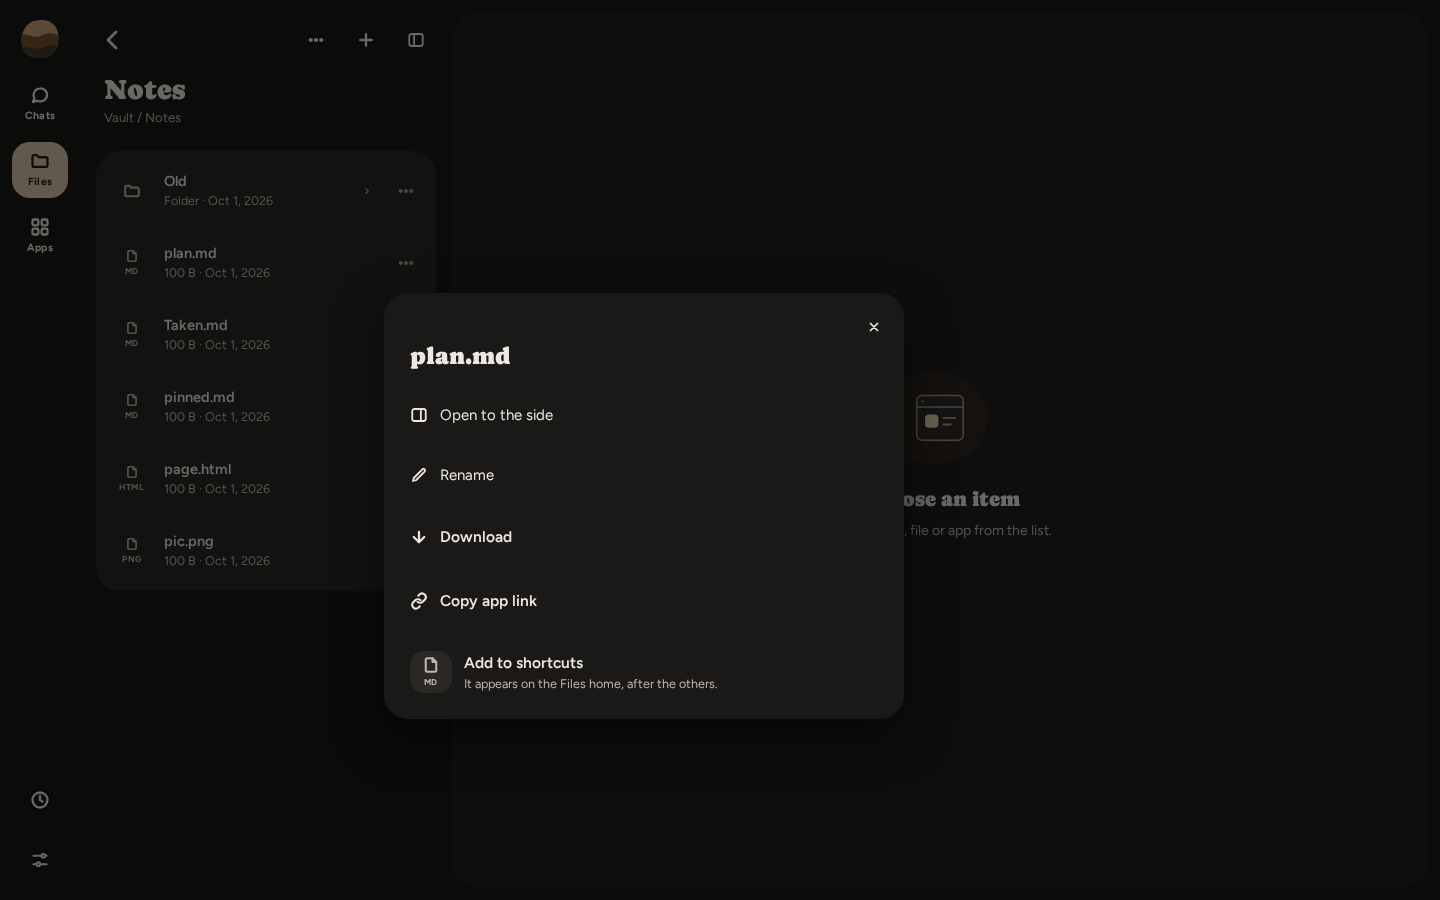 Notes
Vault / Notes
Chats
Files
Apps
Old
Folder · Oct 1, 2026
plan.md
100 B · Oct 1, 2026
MD
Taken.md
100 B · Oct 1, 2026
MD
pinned.md
100 B · Oct 1, 2026
MD
page.html
100 B · Oct 1, 2026
HTML
pic.png
100 B · Oct 1, 2026
PNG
plan.md
Open to the side
Rename
Download
Copy app link
MD
Add to shortcuts
It appears on the Files home, after the others.
ose an item
, file or app from the list.